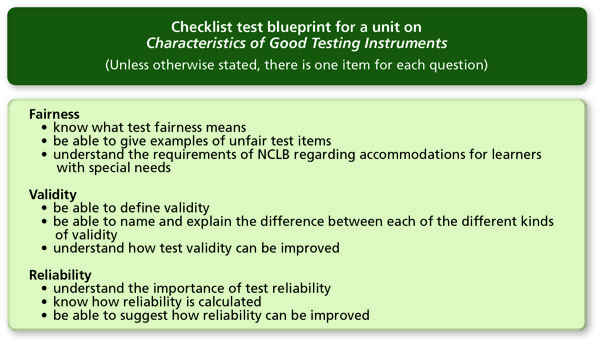 Checklist test blueprint for a unit on
Characteristics of Good Testing Instruments
(Unless otherwise stated, there is one item for each question)
Fairness
• know what test fairness means
• be able to give examples of unfair test items
• understand the requirements of NCLB regarding accommodations for learners
with special needs
Validity
• be able to define validity
• be able to name and explain the difference between each of the different kinds
of validity
• understand how test validity can be improved
Reliability
• understand the importance of test reliability
• know how reliability is calculated
• be able to suggest how reliability can be improved